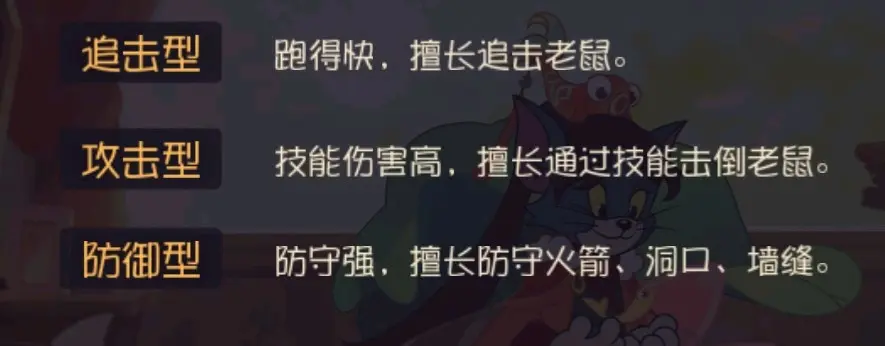 追击型 跑得快，擅长追击老鼠。
攻击型 技能伤害高，擅长通过技能击倒老鼠。
防御型 防守强，擅长防守火箭、洞口、墙缝。